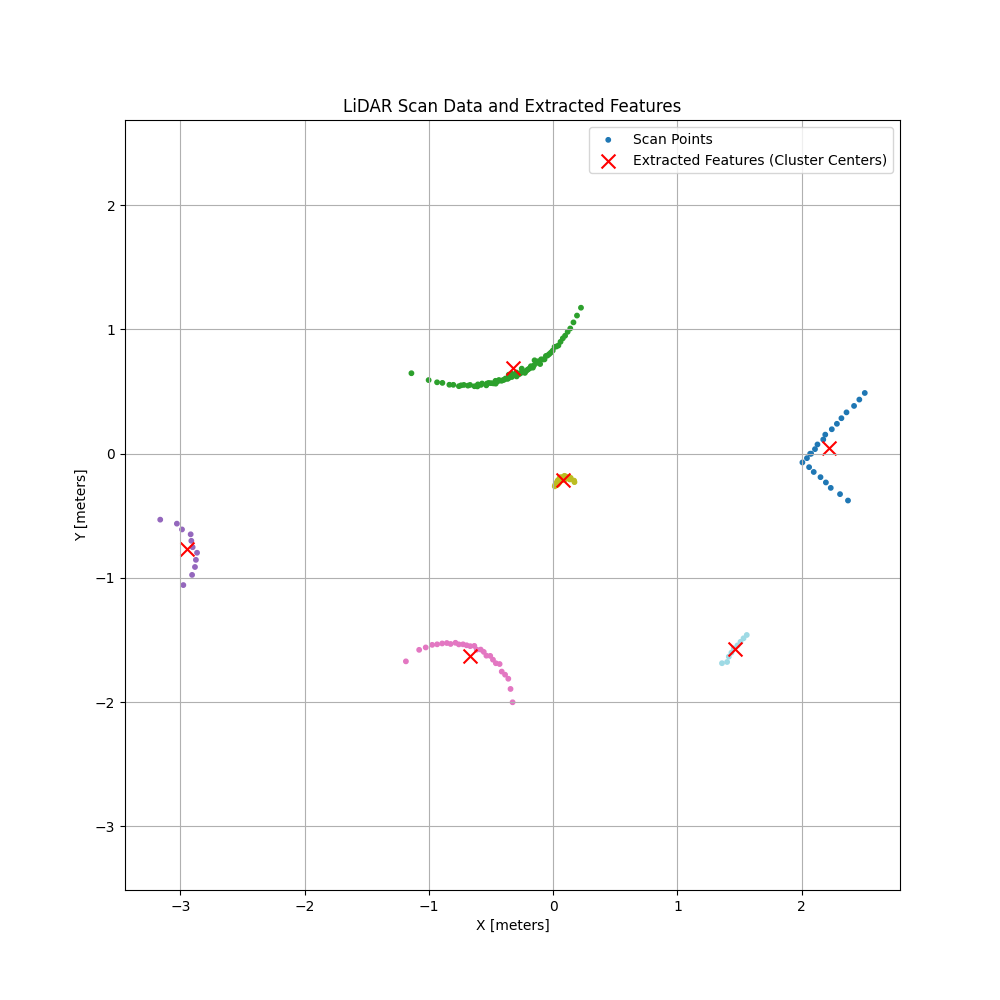 LiDAR Scan Data and Extracted Features
Scan Points
Extracted Features (Cluster Centers)
2
1
0
−1
−2
−3
Y [meters]
−3
−2
−1
0
1
2
X [meters]